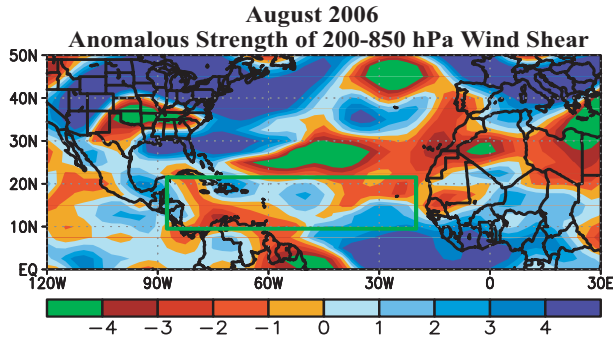 August 2006
Anomalous Strength of 200-850 hPa Wind Shear
50N
40N
30N
20N
10N
EQ
120W 90W 60W 30W 0 30E
−4 −3 −2 −1 0 1 2 3 4